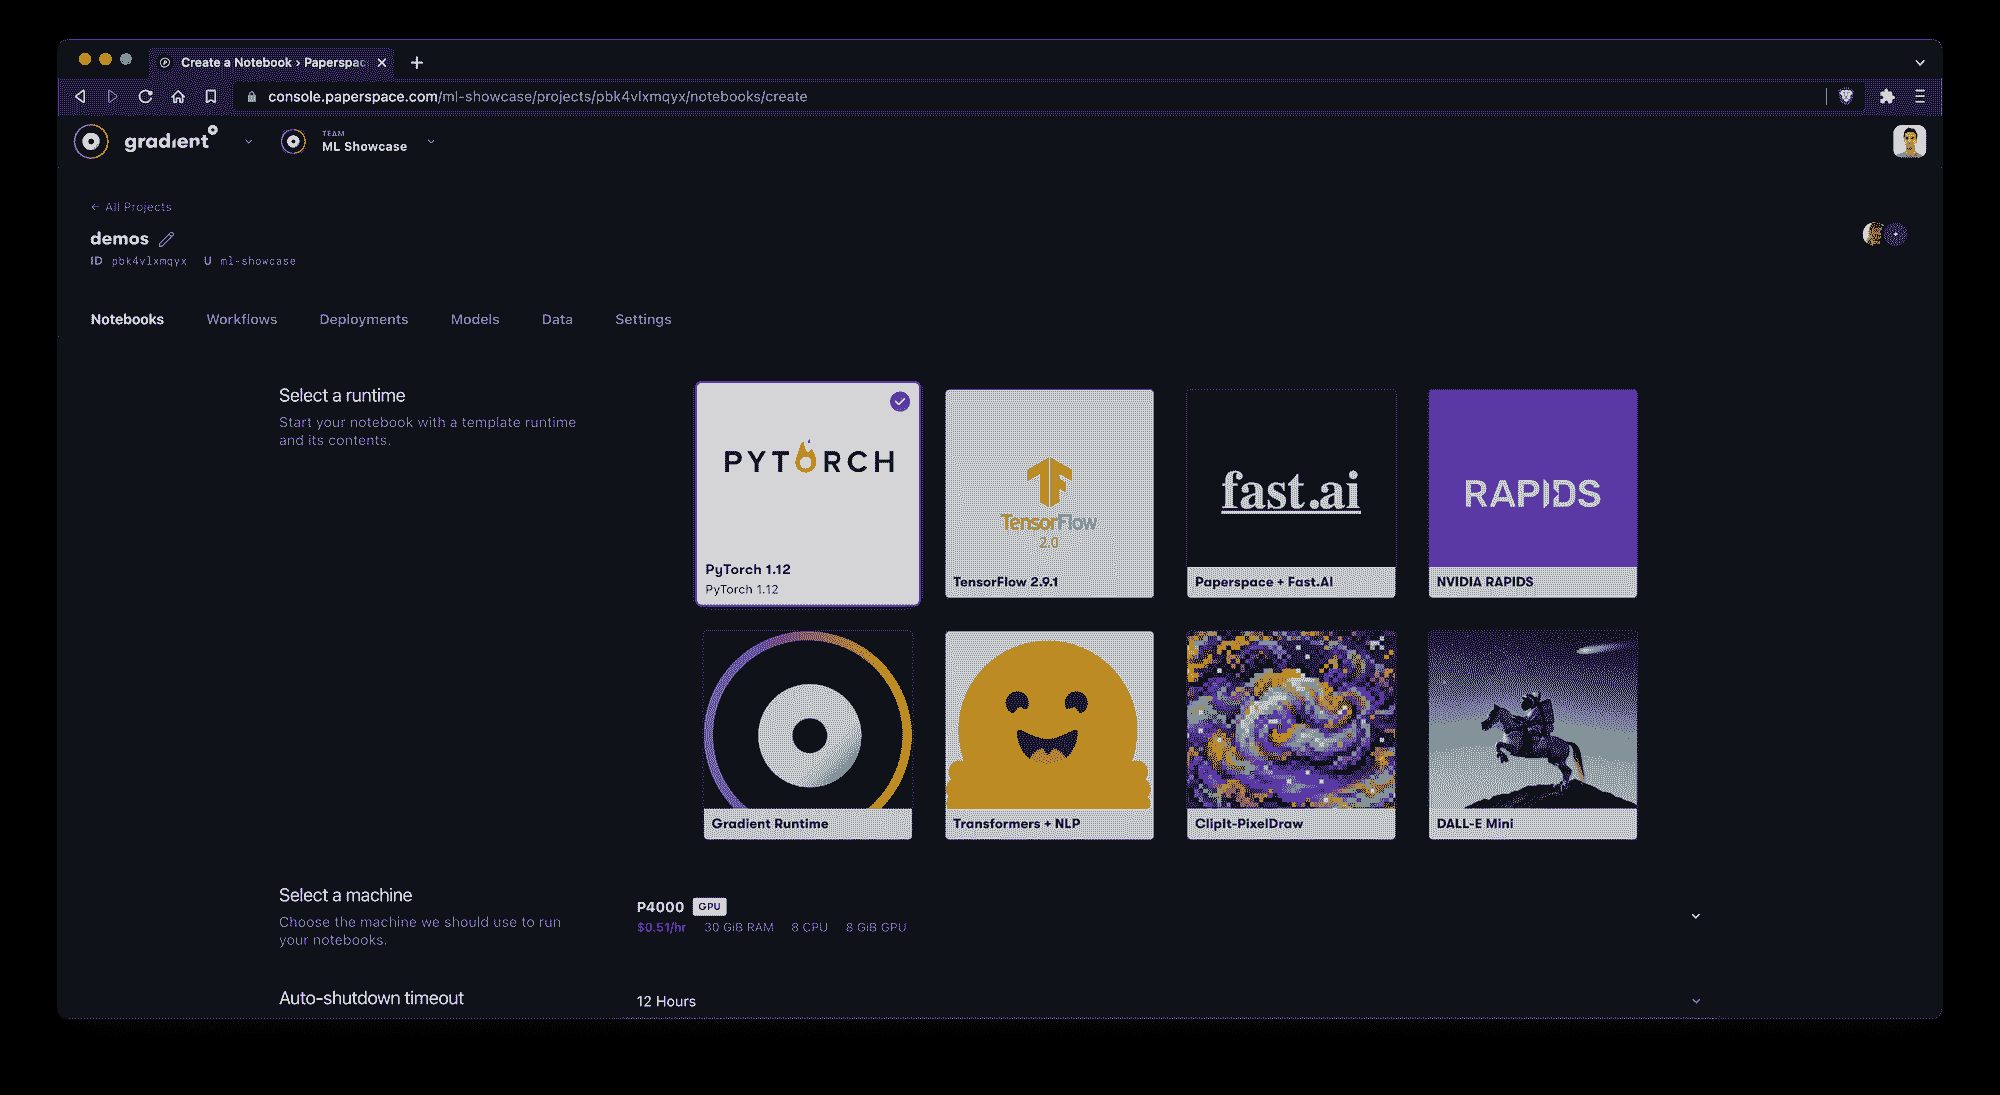 Create a Notebook › Paperspac
console.paperspace.com/ml-showcase/projects/pbk4vlxmqyx/notebooks/create
gradient
TEAM
ML Showcase
← All Projects
demos
ID pbk4vlxmqyx U ml-showcase
Notebooks Workflows Deployments Models Data Settings
Select a runtime
Start your notebook with a template runtime
and its contents.
PYTORCH
PyTorch 1.12
PyTorch 1.12
TensorFlow
2.0
TensorFlow 2.9.1
fast.ai
Paperspace + Fast.AI
RAPIDS
NVIDIA RAPIDS
Gradient Runtime
Transformers + NLP
ClipIt-PixelDraw
DALL-E Mini
Select a machine
Choose the machine we should use to run
your notebooks.
P4000 GPU
$0.51/hr 30 GiB RAM 8 CPU 8 GiB GPU
Auto-shutdown timeout
12 Hours